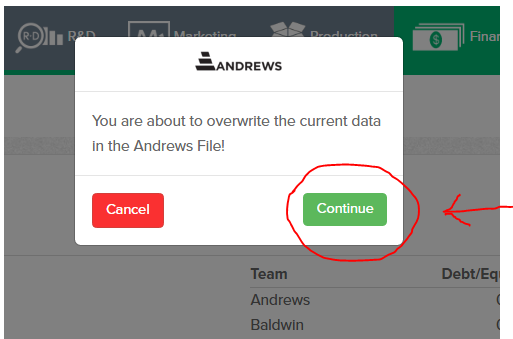 R&D Marketing Production Finan
ANDREWS
You are about to overwrite the current data
in the Andrews File!
Cancel Continue
Team Debt/Equ
Andrews
Baldwin